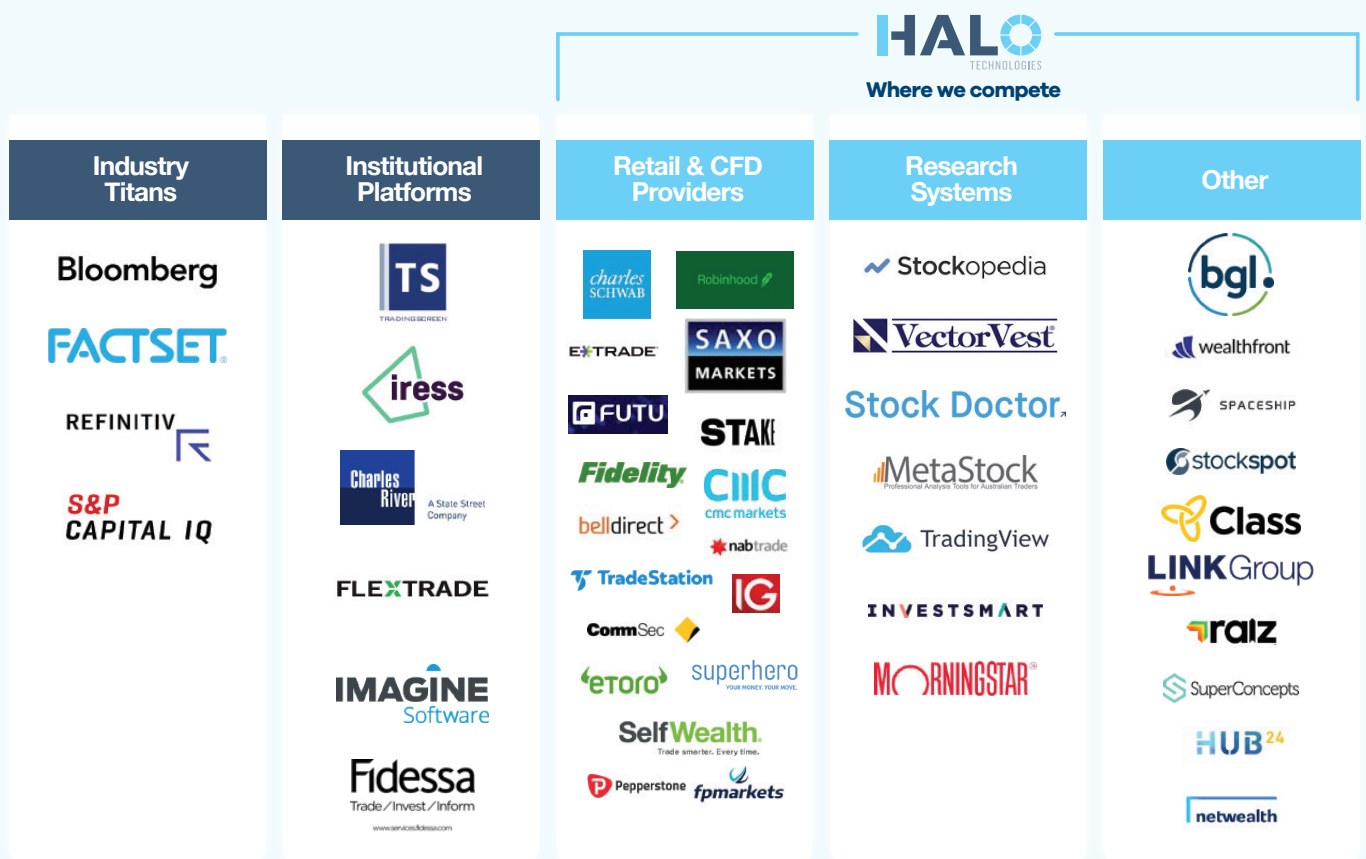 HALO
TECHNOLOGIES
Where we compete
Industry
Titans
Bloomberg
FACTSET
REFINITIV
S&P
CAPITAL IQ
Institutional
Platforms
TS
TRADINGSCREEN
iress
Charles
River
A State Street
Company
FLEXTRADE
IMAGINE
Software
Fidessa
Trade/Invest/Inform
www.servicesfidessa.com
Retail & CFD
Providers
charles
SCHWAB
Robinhood
E*TRADE
SAXO
MARKETS
FUTU
STAKE
Fidelity
CMC
cmc markets
belldirect
nabtrade
TradeStation
IG
CommSec
eToro
superhero
YOUR MONEY. YOUR MOVE.
SelfWealth.
Trade smarter. Every time.
Pepperstone
fpmarkets
Research
Systems
Stockopedia
VectorVest®
Stock Doctor
MetaStock
Professional Analysis Tools for Australian Traders
TradingView
INVESTSMART
MORNINGSTAR®
Other
bgl.
wealthfront
SPACESHIP
stockspot
Class
LINKGroup
raiz
SuperConcepts
HUB24
netwealth